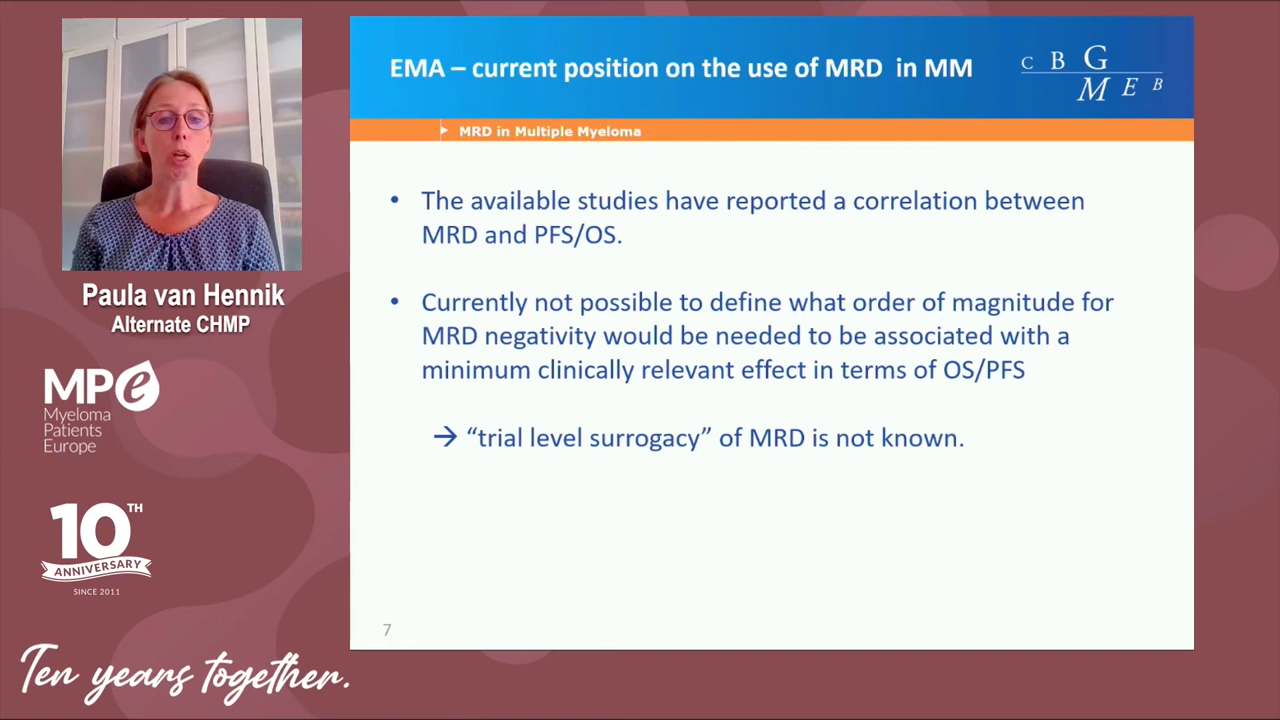 EMA – current position on the use of MRD in MM
C B G
M E B
MRD in Multiple Myeloma
• The available studies have reported a correlation between
MRD and PFS/OS.
• Currently not possible to define what order of magnitude for
MRD negativity would be needed to be associated with a
minimum clinically relevant effect in terms of OS/PFS
→ “trial level surrogacy” of MRD is not known.
7
Paula van Hennik
Alternate CHMP
MPe
Myeloma
Patients
Europe
10TH
ANNIVERSARY
SINCE 2011
Ten years together.